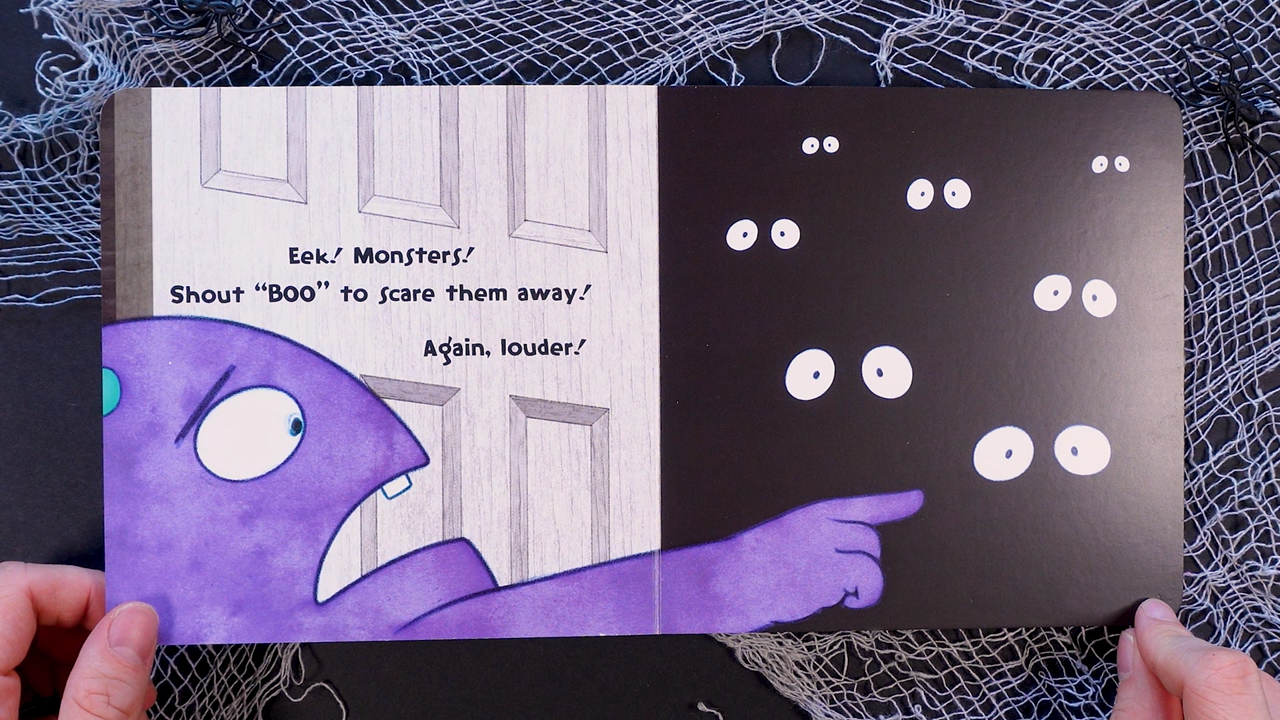 Eek! Monsters!
Shout “BOO” to scare them away!
Again, louder!